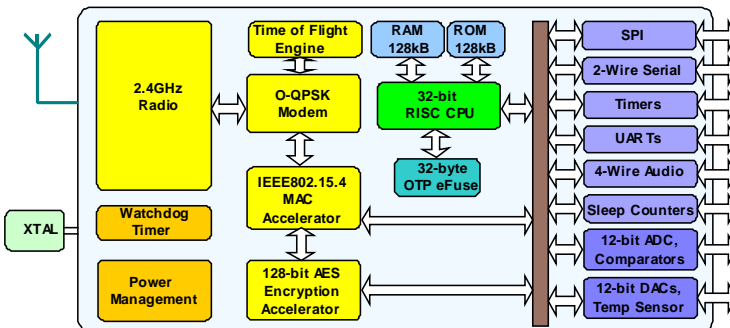 Time of Flight
Engine
RAM
128kB
ROM
128kB
SPI
2.4GHz
Radio
O-QPSK
Modem
32-bit
RISC CPU
2-Wire Serial
Timers
UARTs
IEEE802.15.4
MAC
Accelerator
32-byte
OTP eFuse
4-Wire Audio
Sleep Counters
XTAL
Watchdog
Timer
12-bit ADC,
Comparators
Power
Management
128-bit AES
Encryption
Accelerator
12-bit DACs,
Temp Sensor